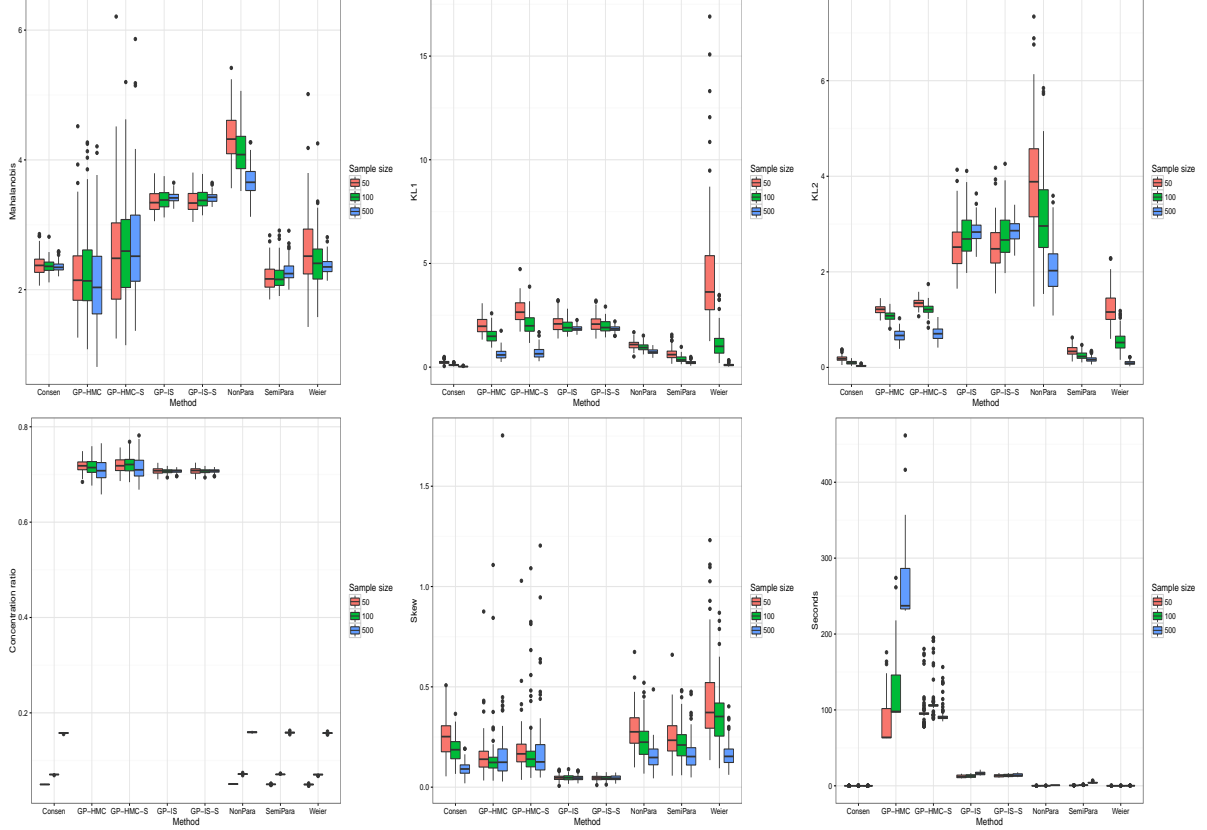 Mahahanobis
6
4
2
Consen GP-HMC GP-HMC-S GP-IS GP-IS-S NonPara SemiPara Weier
Method
Sample size
50
100
500
KL1
15
10
5
0
Consen GP-HMC GP-HMC-S GP-IS GP-IS-S NonPara SemiPara Weier
Method
Sample size
50
100
500
KL2
6
4
2
0
Consen GP-HMC GP-HMC-S GP-IS GP-IS-S NonPara SemiPara Weier
Method
Sample size
50
100
500
Concentration ratio
0.8
0.6
0.4
0.2
Consen GP-HMC GP-HMC-S GP-IS GP-IS-S NonPara SemiPara Weier
Method
Sample size
50
100
500
Skew
1.5
1.0
0.5
0.0
Consen GP-HMC GP-HMC-S GP-IS GP-IS-S NonPara SemiPara Weier
Method
Sample size
50
100
500
Seconds
400
300
200
100
0
Consen GP-HMC GP-HMC-S GP-IS GP-IS-S NonPara SemiPara Weier
Method
Sample size
50
100
500